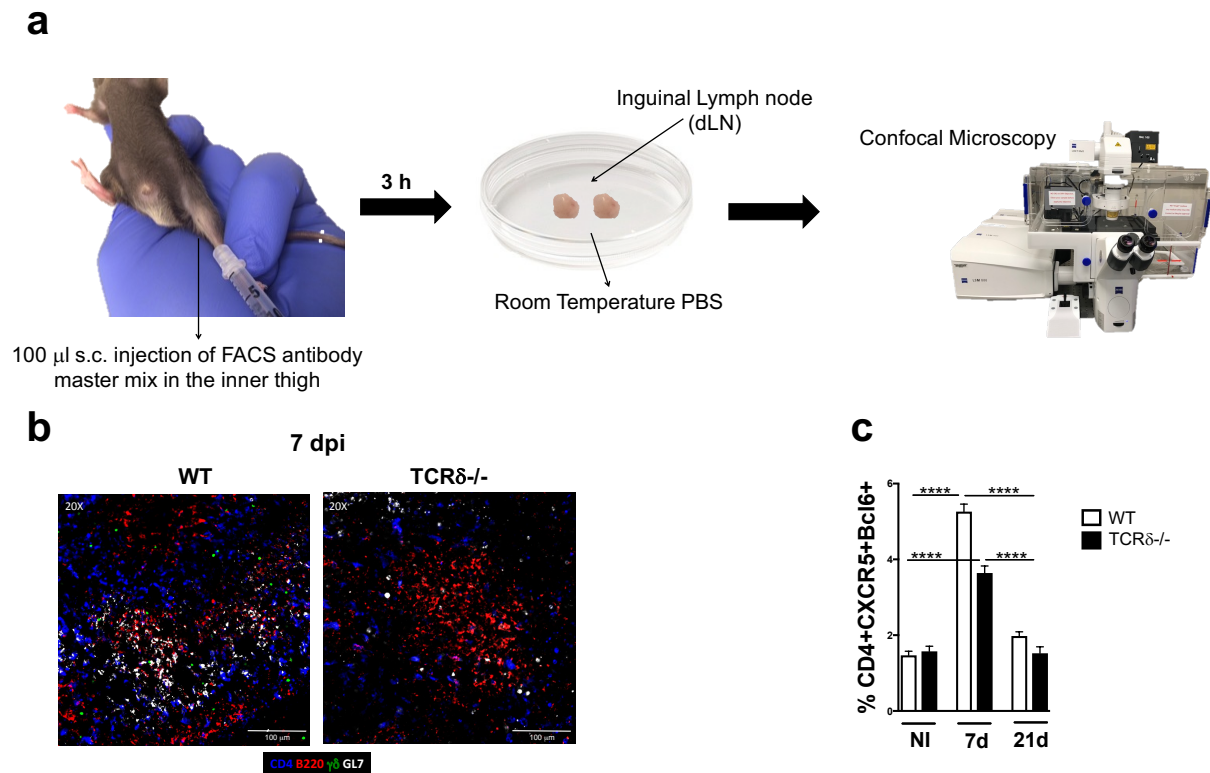 a
Inguinal Lymph node
(dLN)
Confocal Microscopy
3 h
Room Temperature PBS
100 μl s.c. injection of FACS antibody
master mix in the inner thigh
b
7 dpi
WT
TCRδ-/-
20X
20X
100 μm
100 μm
CD4 B220 γδ GL7
c
% CD4+CXCR5+Bcl6+
6
4
2
0
**** ****
**** ****
WT
TCRδ-/-
NI 7d 21d